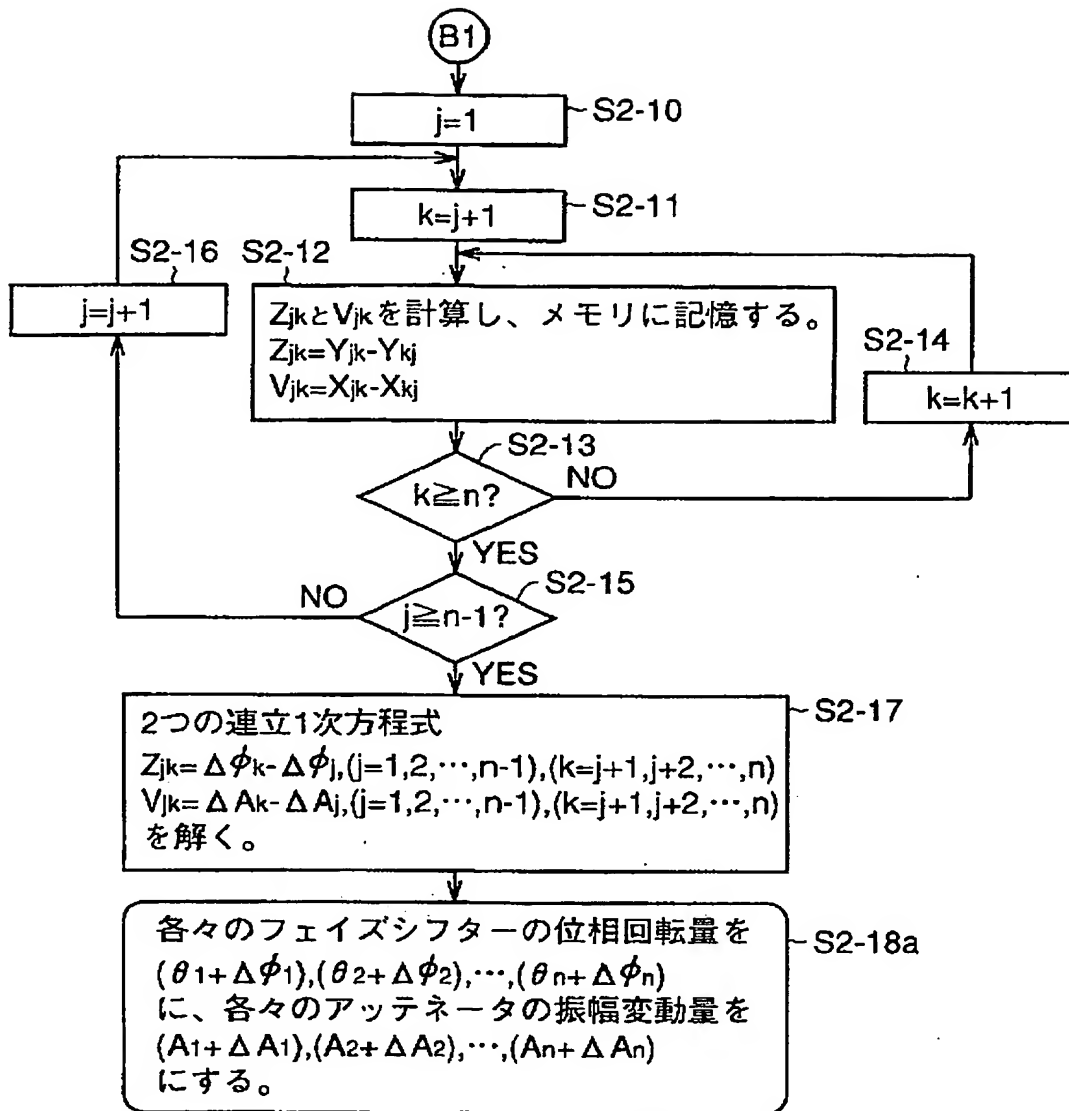 B1
j=1
S2-10
k=j+1
S2-11
S2-16
j=j+1
S2-12
ZjkとVjkを計算し、メモリに記憶する。
Zjk=Yjk-Ykj
Vjk=Xjk-Xkj
S2-14
k=k+1
S2-13
k≧n?
NO
YES
S2-15
NO
j≧n-1?
YES
S2-17
2つの連立1次方程式
Zjk=Δφk-Δφj,(j=1,2,…,n-1),(k=j+1,j+2,…,n)
Vjk=ΔAk-ΔAj,(j=1,2,…,n-1),(k=j+1,j+2,…,n)
を解く。
S2-18a
各々のフェイズシフターの位相回転量を
(θ1+Δφ1),(θ2+Δφ2),…,(θn+Δφn)
に、各々のアッテネータの振幅変動量を
(A1+ΔA1),(A2+ΔA2),…,(An+ΔAn)
にする。